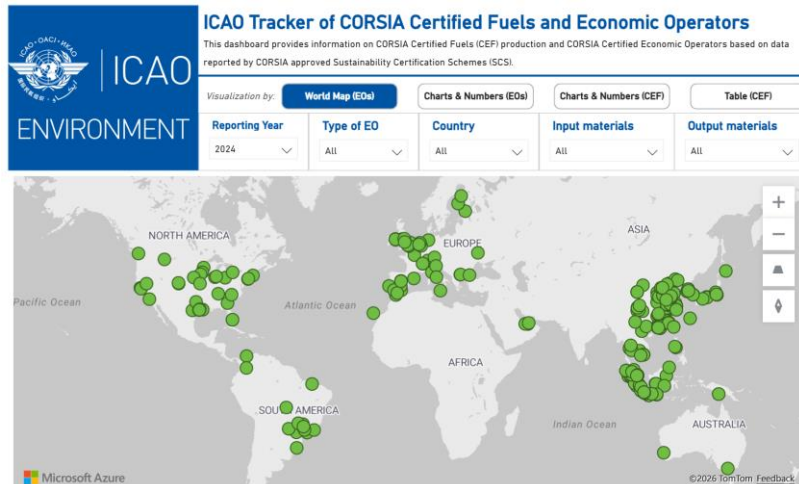 ICAO Tracker of CORSIA Certified Fuels and Economic Operators
This dashboard provides information on CORSIA Certified Fuels (CEF) production and CORSIA Certified Economic Operators based on data
reported by CORSIA approved Sustainability Certification Schemes (SCS).
ICAO
ENVIRONMENT
Visualization by:
World Map (EOs)
Charts & Numbers (EOs)
Charts & Numbers (CEF)
Table (CEF)
Reporting Year
Type of EO
Country
Input materials
Output materials
2024
All
All
All
All
NORTH AMERICA
EUROPE
ASIA
Pacific Ocean
Atlantic Ocean
AFRICA
SOU AMERICA
Indian Ocean
AUSTRALIA
Microsoft Azure
©2026 TomTom Feedback